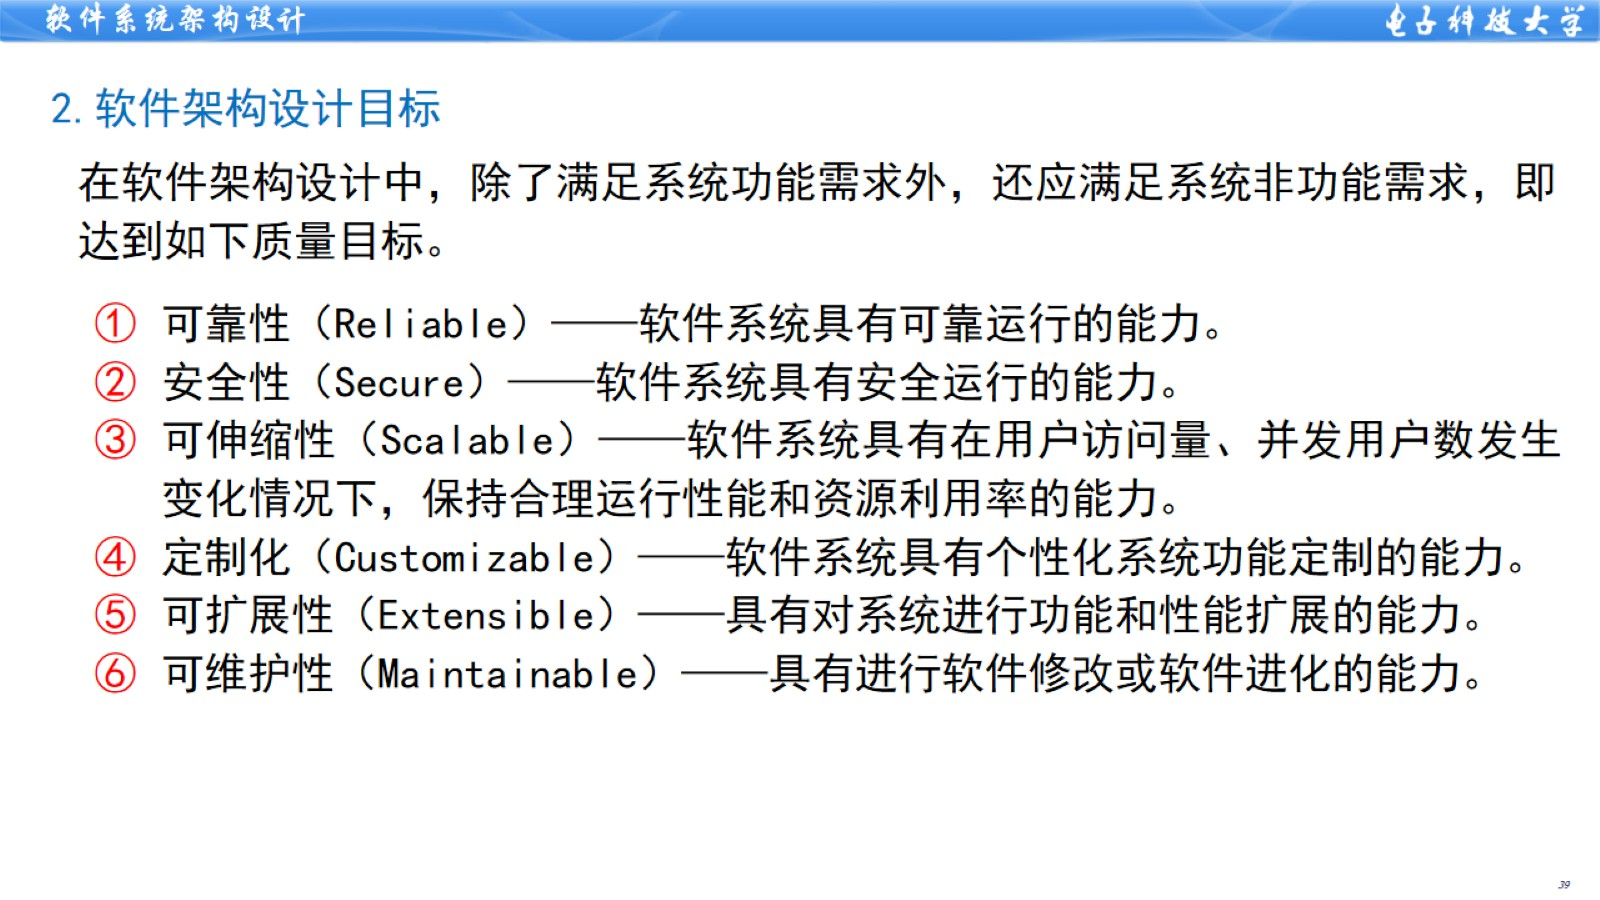 软件系统架构设计
电子科技大学
2.软件架构设计目标
在软件架构设计中，除了满足系统功能需求外，还应满足系统非功能需求，即
达到如下质量目标。
① 可靠性（Reliable）——软件系统具有可靠运行的能力。
② 安全性（Secure）——软件系统具有安全运行的能力。
③ 可伸缩性（Scalable）——软件系统具有在用户访问量、并发用户数发生
变化情况下，保持合理运行性能和资源利用率的能力。
④ 定制化（Customizable）——软件系统具有个性化系统功能定制的能力。
⑤ 可扩展性（Extensible）——具有对系统进行功能和性能扩展的能力。
⑥ 可维护性（Maintainable）——具有进行软件修改或软件进化的能力。
39